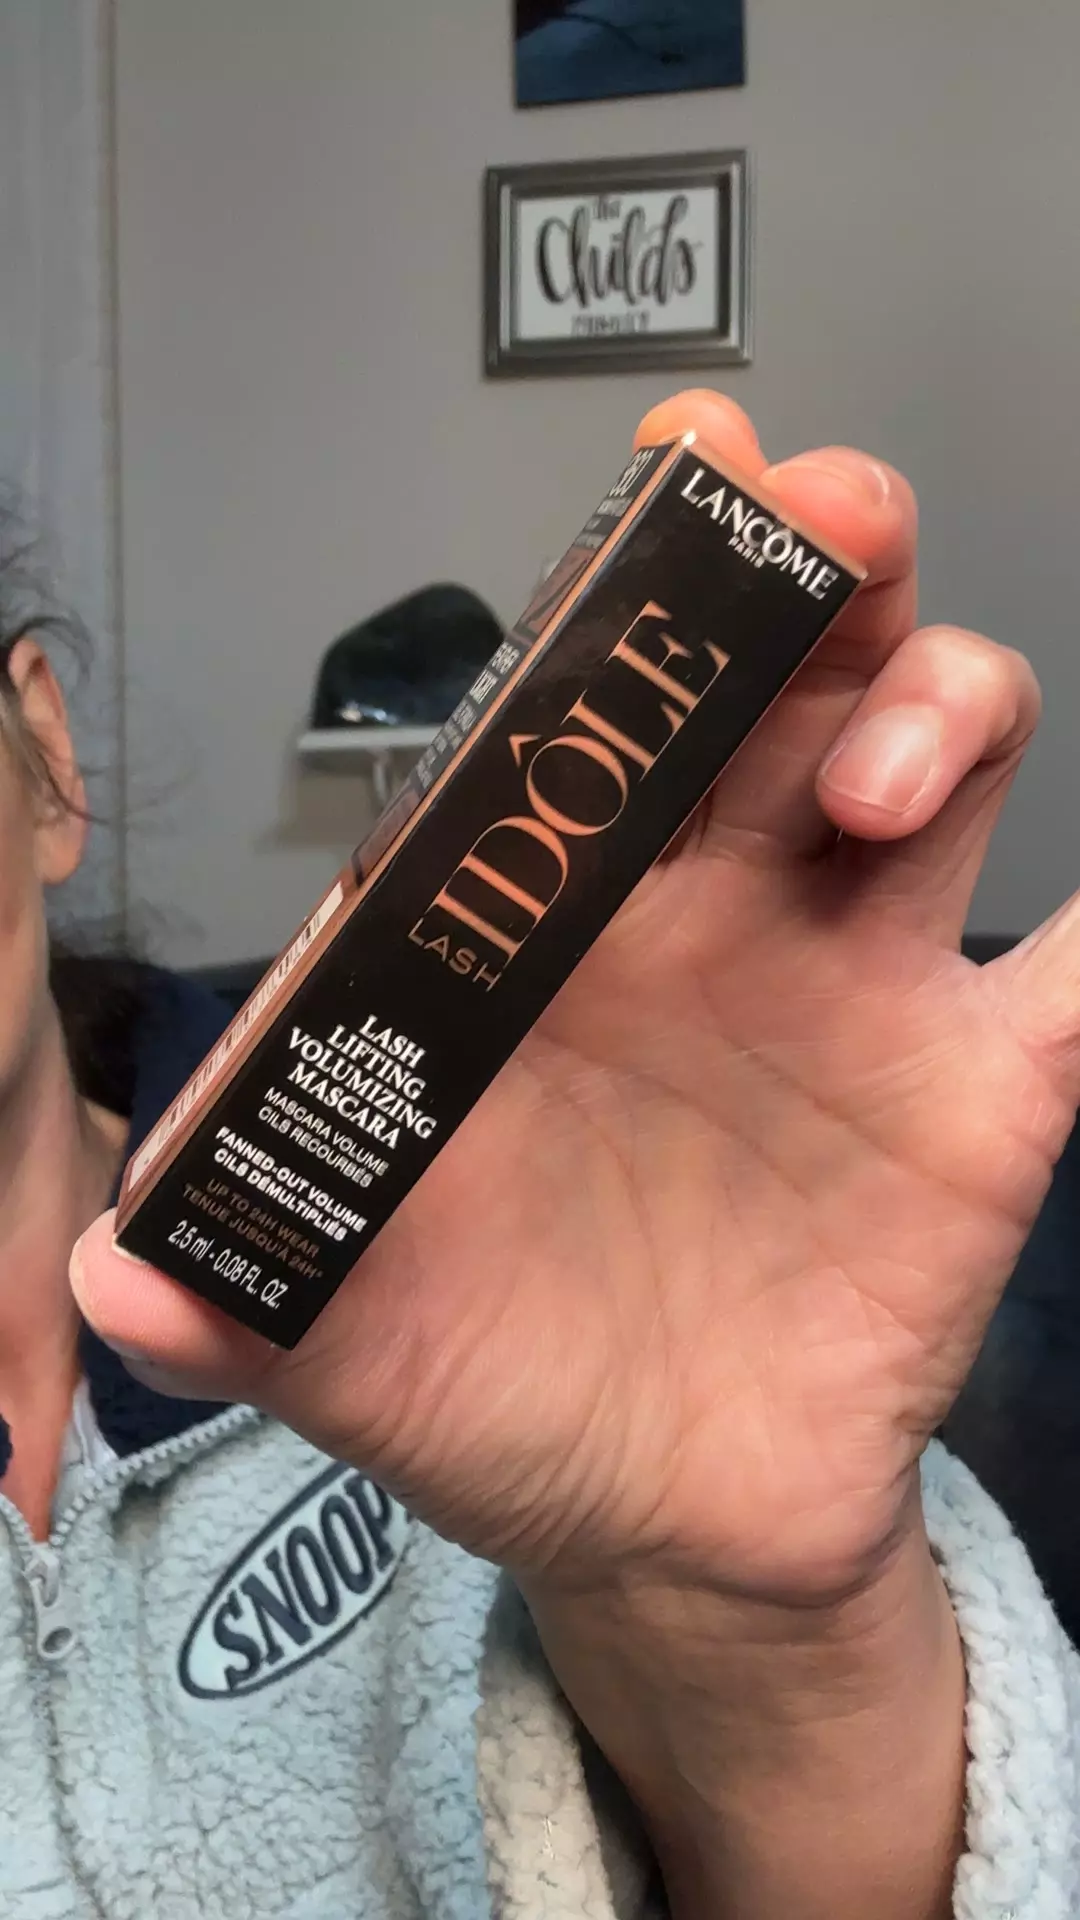 the
Childs
FAMILY
LANCÔME
PARIS
LASH
IDÔLE
LASH
LIFTING
VOLUMIZING
MASCARA
MASCARA VOLUME
CILS RECOURBÉS
FANNED-OUT VOLUME
CILS DÉMULTIPLIÉS
UP TO 24H WEAR
TENUE JUSQU'À 24H*
2.5 ml - 0.08 FL. OZ.
SNOOP